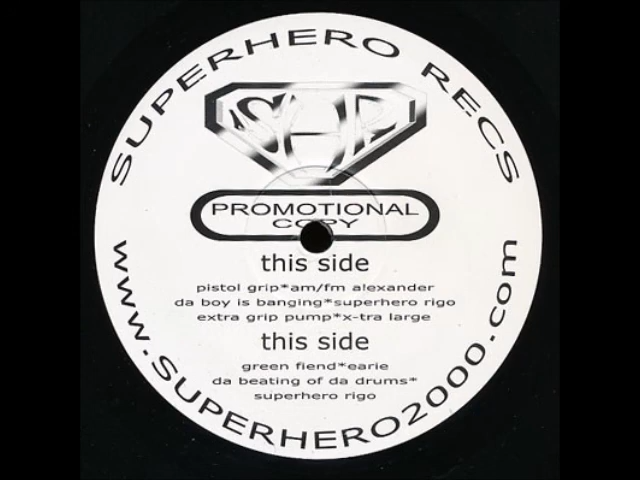 SUPERHERO RECS
SHR
PROMOTIONAL
COPY
this side
pistol grip*am/fm alexander
da boy is banging*superhero rigo
extra grip pump*x-tra large
this side
green fiend*earie
da beating of da drums*
superhero rigo
www.SUPERHERO2000.com